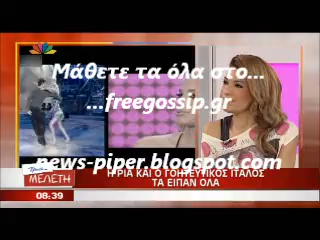 Μάθετε τα όλα στο...
...freegossip.gr
news-piper.blogspot.com
Η ΡΙΑ ΚΑΙ Ο ΓΟΗΤΕΥΤΙΚΟΣ ΙΤΑΛΟΣ
ΤΑ ΕΙΠΑΝ ΟΛΑ
ΜΕΛΕΤΗ
08:39